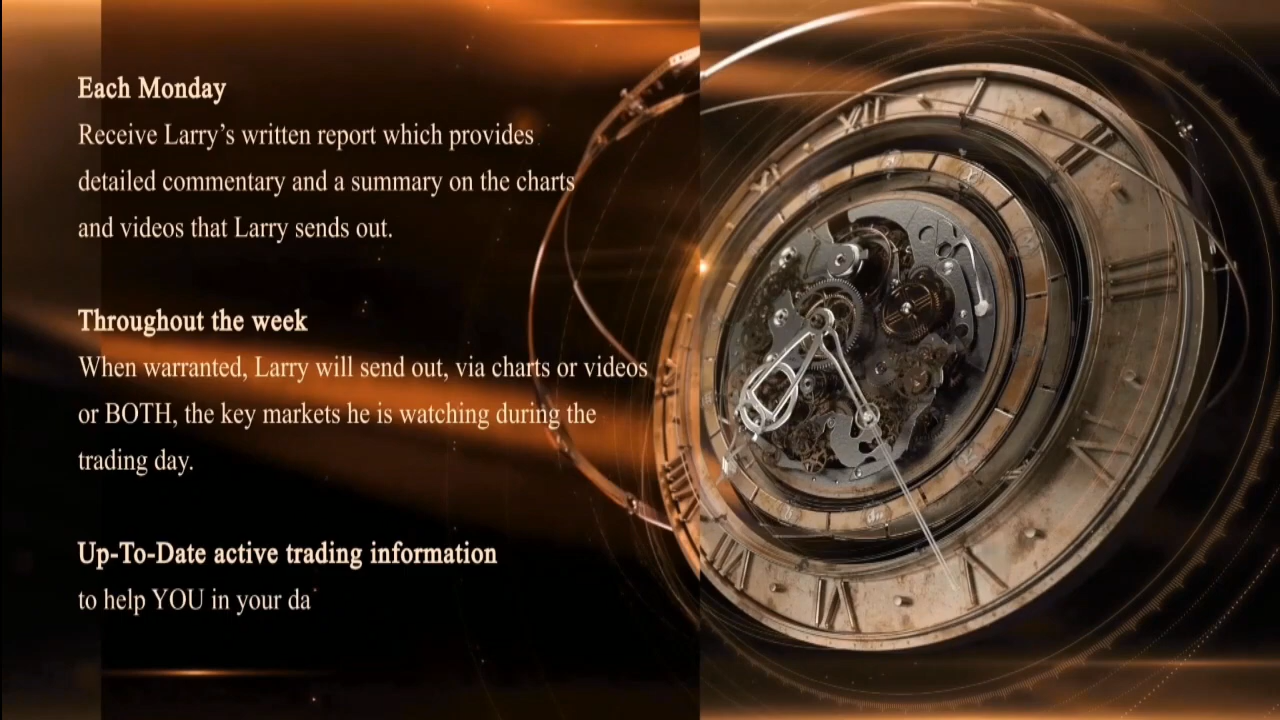 Each Monday
Receive Larry’s written report which provides
detailed commentary and a summary on the charts
and videos that Larry sends out.
Throughout the week
When warranted, Larry will send out, via charts or videos
or BOTH, the key markets he is watching during the
trading day.
Up-To-Date active trading information
to help YOU in your da